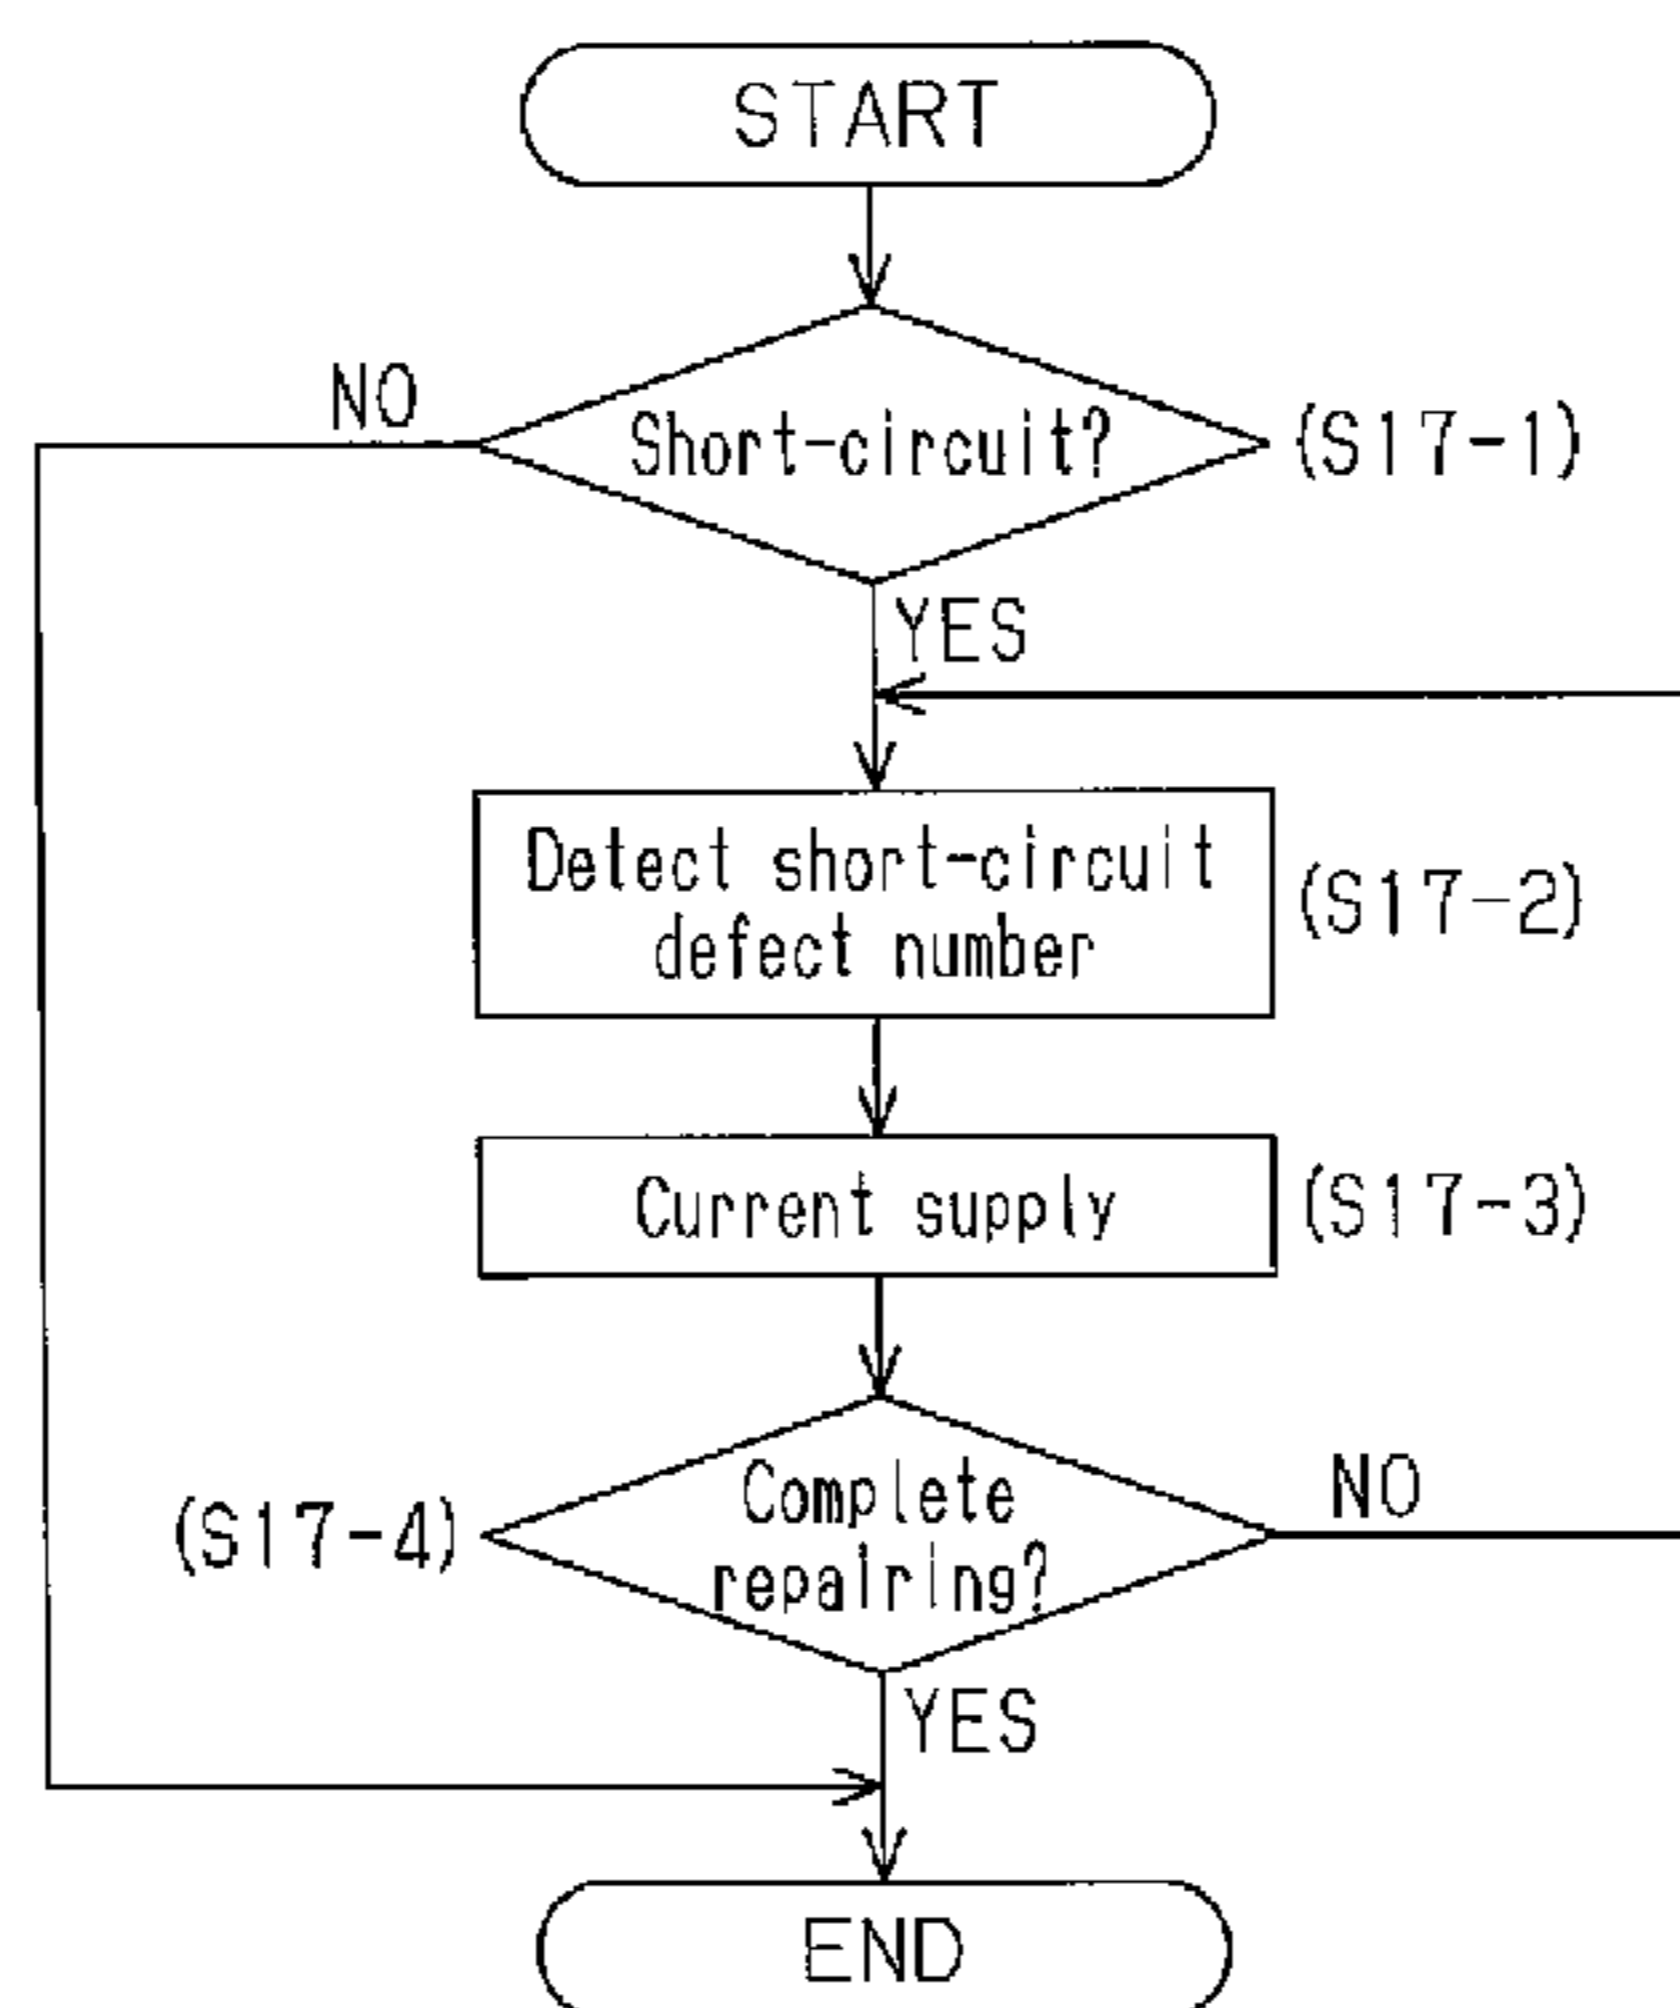 START
NO
Short-circuit?
(S17-1)
YES
Detect short-circuit
defect number
(S17-2)
Current supply
(S17-3)
Complete
repairing?
(S17-4)
NO
YES
END